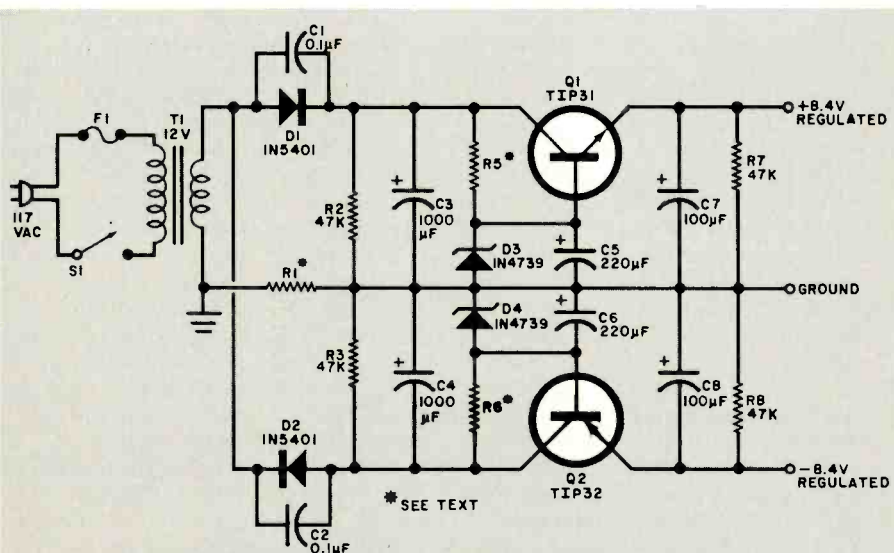 C1
0.1µF
D1
1N5401
F1
T1
12V
117
VAC
S1
R1*
R2
47K
R3
47K
C3
1000
µF
C4
1000
µF
R5*
D3
1N4739
D4
1N4739
R6*
C5
220µF
C6
220µF
Q1
TIP31
Q2
TIP32
C7
100µF
C8
100µF
R7
47K
R8
47K
+8.4V
REGULATED
GROUND
-8.4V
REGULATED
D2
1N5401
C2
0.1µF
*SEE TEXT